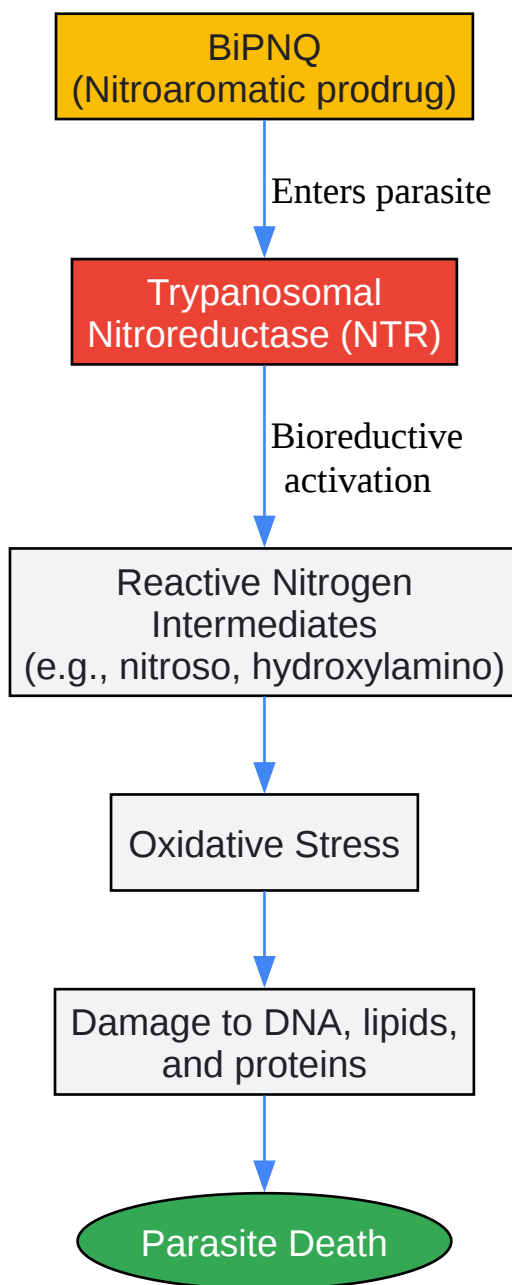 BiPNQ
(Nitroaromatic prodrug)
Enters parasite
Trypanosomal
Nitroreductase (NTR)
Bioreductive
activation
Reactive Nitrogen
Intermediates
(e.g., nitroso, hydroxylamino)
Oxidative Stress
Damage to DNA, lipids,
and proteins
Parasite Death